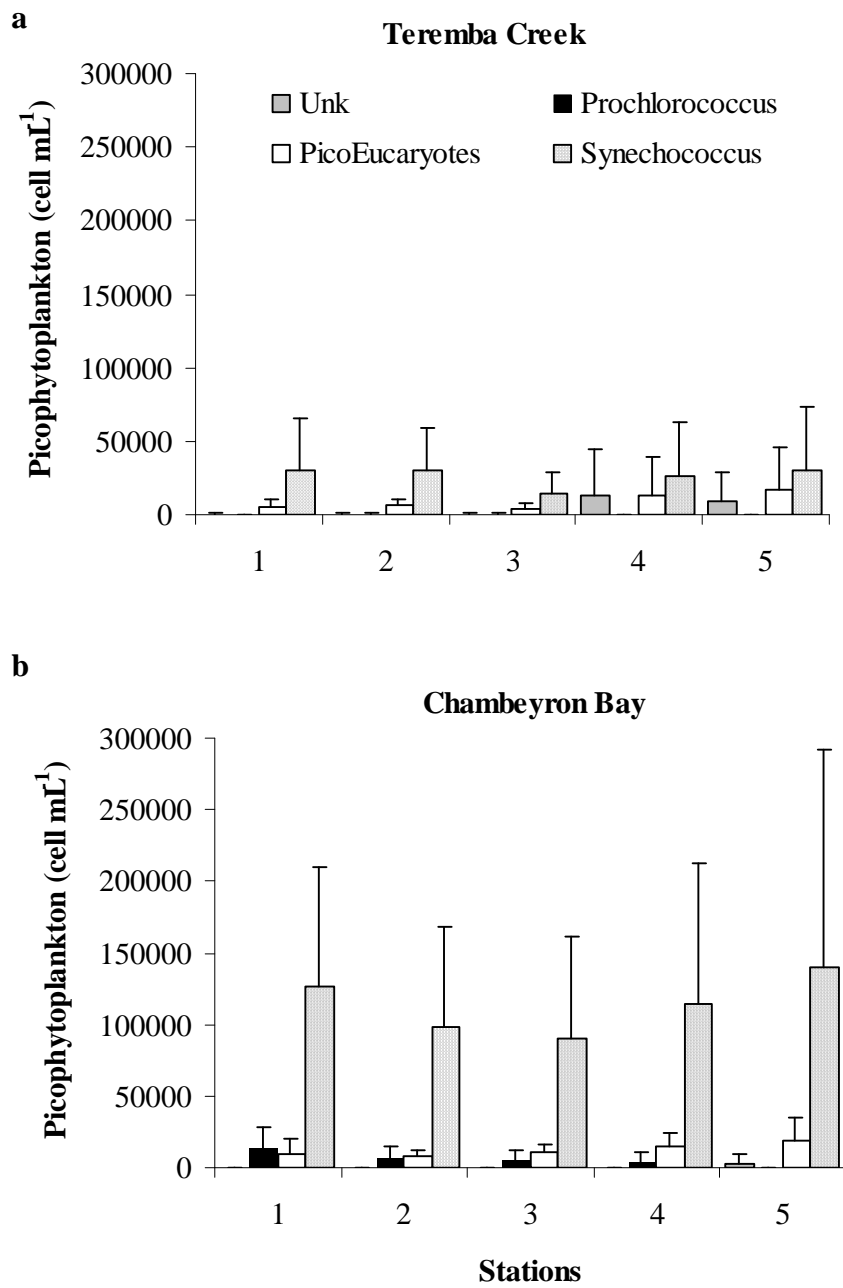 a
Teremba Creek
300000
250000
200000
150000
100000
50000
0
Picophytoplankton (cell mL-1)
Unk
Prochlorococcus
PicoEucaryotes
Synechococcus
1 2 3 4 5
b
Chambeyron Bay
300000
250000
200000
150000
100000
50000
0
Picophytoplankton (cell mL-1)
1 2 3 4 5
Stations